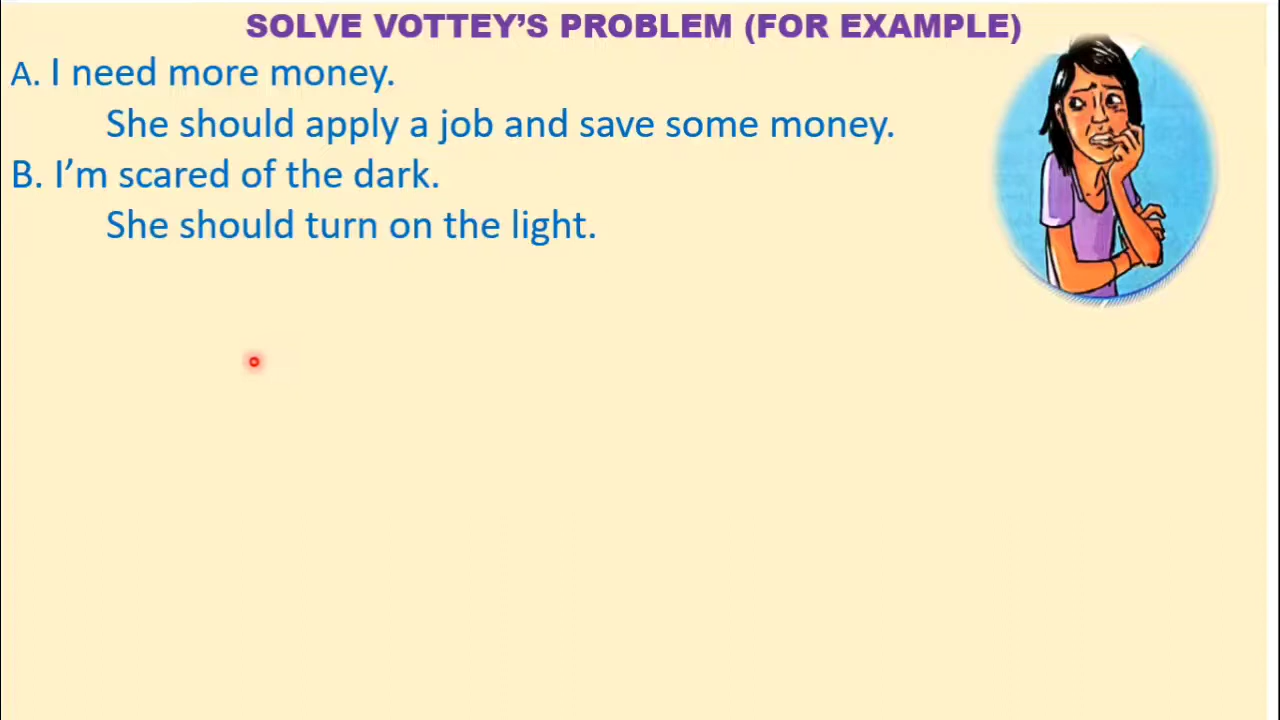 SOLVE VOTTEY’S PROBLEM (FOR EXAMPLE)
A. I need more money.
She should apply a job and save some money.
B. I’m scared of the dark.
She should turn on the light.